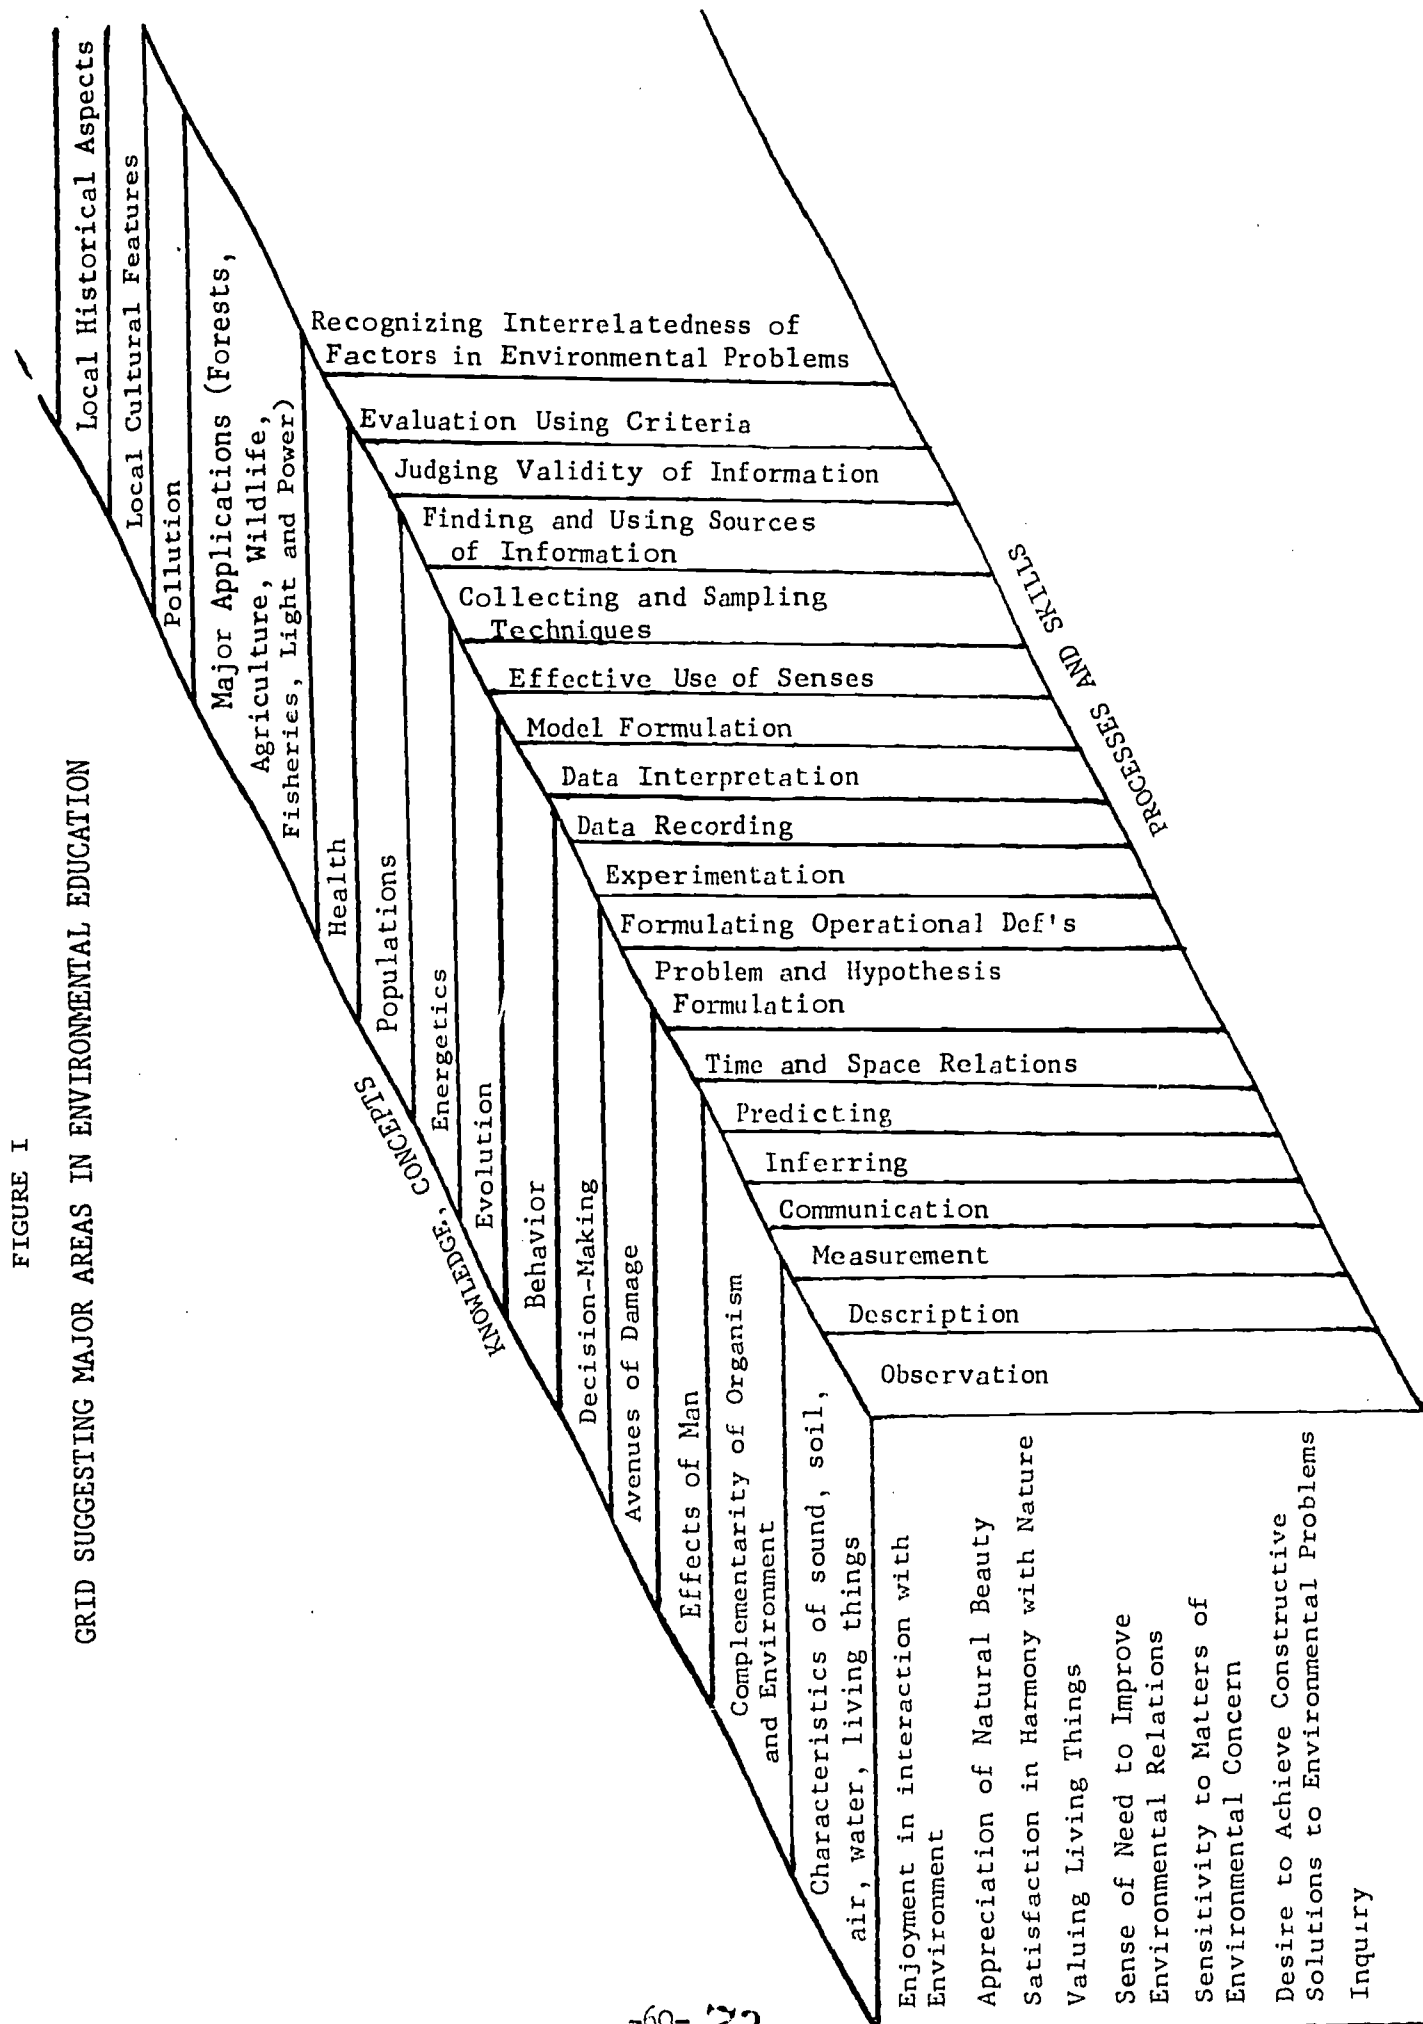 FIGURE I
GRID SUGGESTING MAJOR AREAS IN ENVIRONMENTAL EDUCATION
KNOWLEDGE, CONCEPTS
Local Historical Aspects
Local Cultural Features
Pollution
Major Applications (Forests,
Agriculture, Wildlife,
Fisheries, Light and Power)
Health
Populations
Energetics
Evolution
Behavior
Decision-Making
Avenues of Damage
Effects of Man
Complementarity of Organism
and Environment
Characteristics of sound, soil,
air, water, living things
PROCESSES AND SKILLS
Recognizing Interrelatedness of
Factors in Environmental Problems
Evaluation Using Criteria
Judging Validity of Information
Finding and Using Sources
of Information
Collecting and Sampling
Techniques
Effective Use of Senses
Model Formulation
Data Interpretation
Data Recording
Experimentation
Formulating Operational Def's
Problem and Hypothesis
Formulation
Time and Space Relations
Predicting
Inferring
Communication
Measurement
Description
Observation
Enjoyment in interaction with
Environment
Appreciation of Natural Beauty
Satisfaction in Harmony with Nature
Valuing Living Things
Sense of Need to Improve
Environmental Relations
Sensitivity to Matters of
Environmental Concern
Desire to Achieve Constructive
Solutions to Environmental Problems
Inquiry